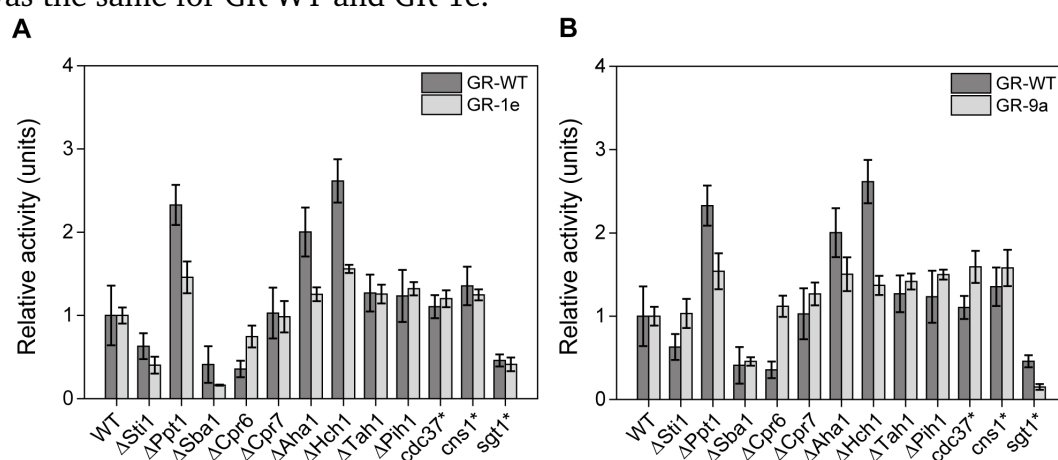 was the same for GR-WT and GR-1e.
A
B
4
3
2
1
0
Relative activity (units)
GR-WT
GR-1e
WT
ΔSti1
ΔPpt1
ΔSba1
ΔCpr6
ΔCpr7
ΔAha1
ΔHch1
ΔTah1
ΔPih1
cdc37*
cns1*
sgt1*
4
3
2
1
0
Relative activity (units)
GR-WT
GR-9a
WT
ΔSti1
ΔPpt1
ΔSba1
ΔCpr6
ΔCpr7
ΔAha1
ΔHch1
ΔTah1
ΔPih1
cdc37*
cns1*
sgt1*